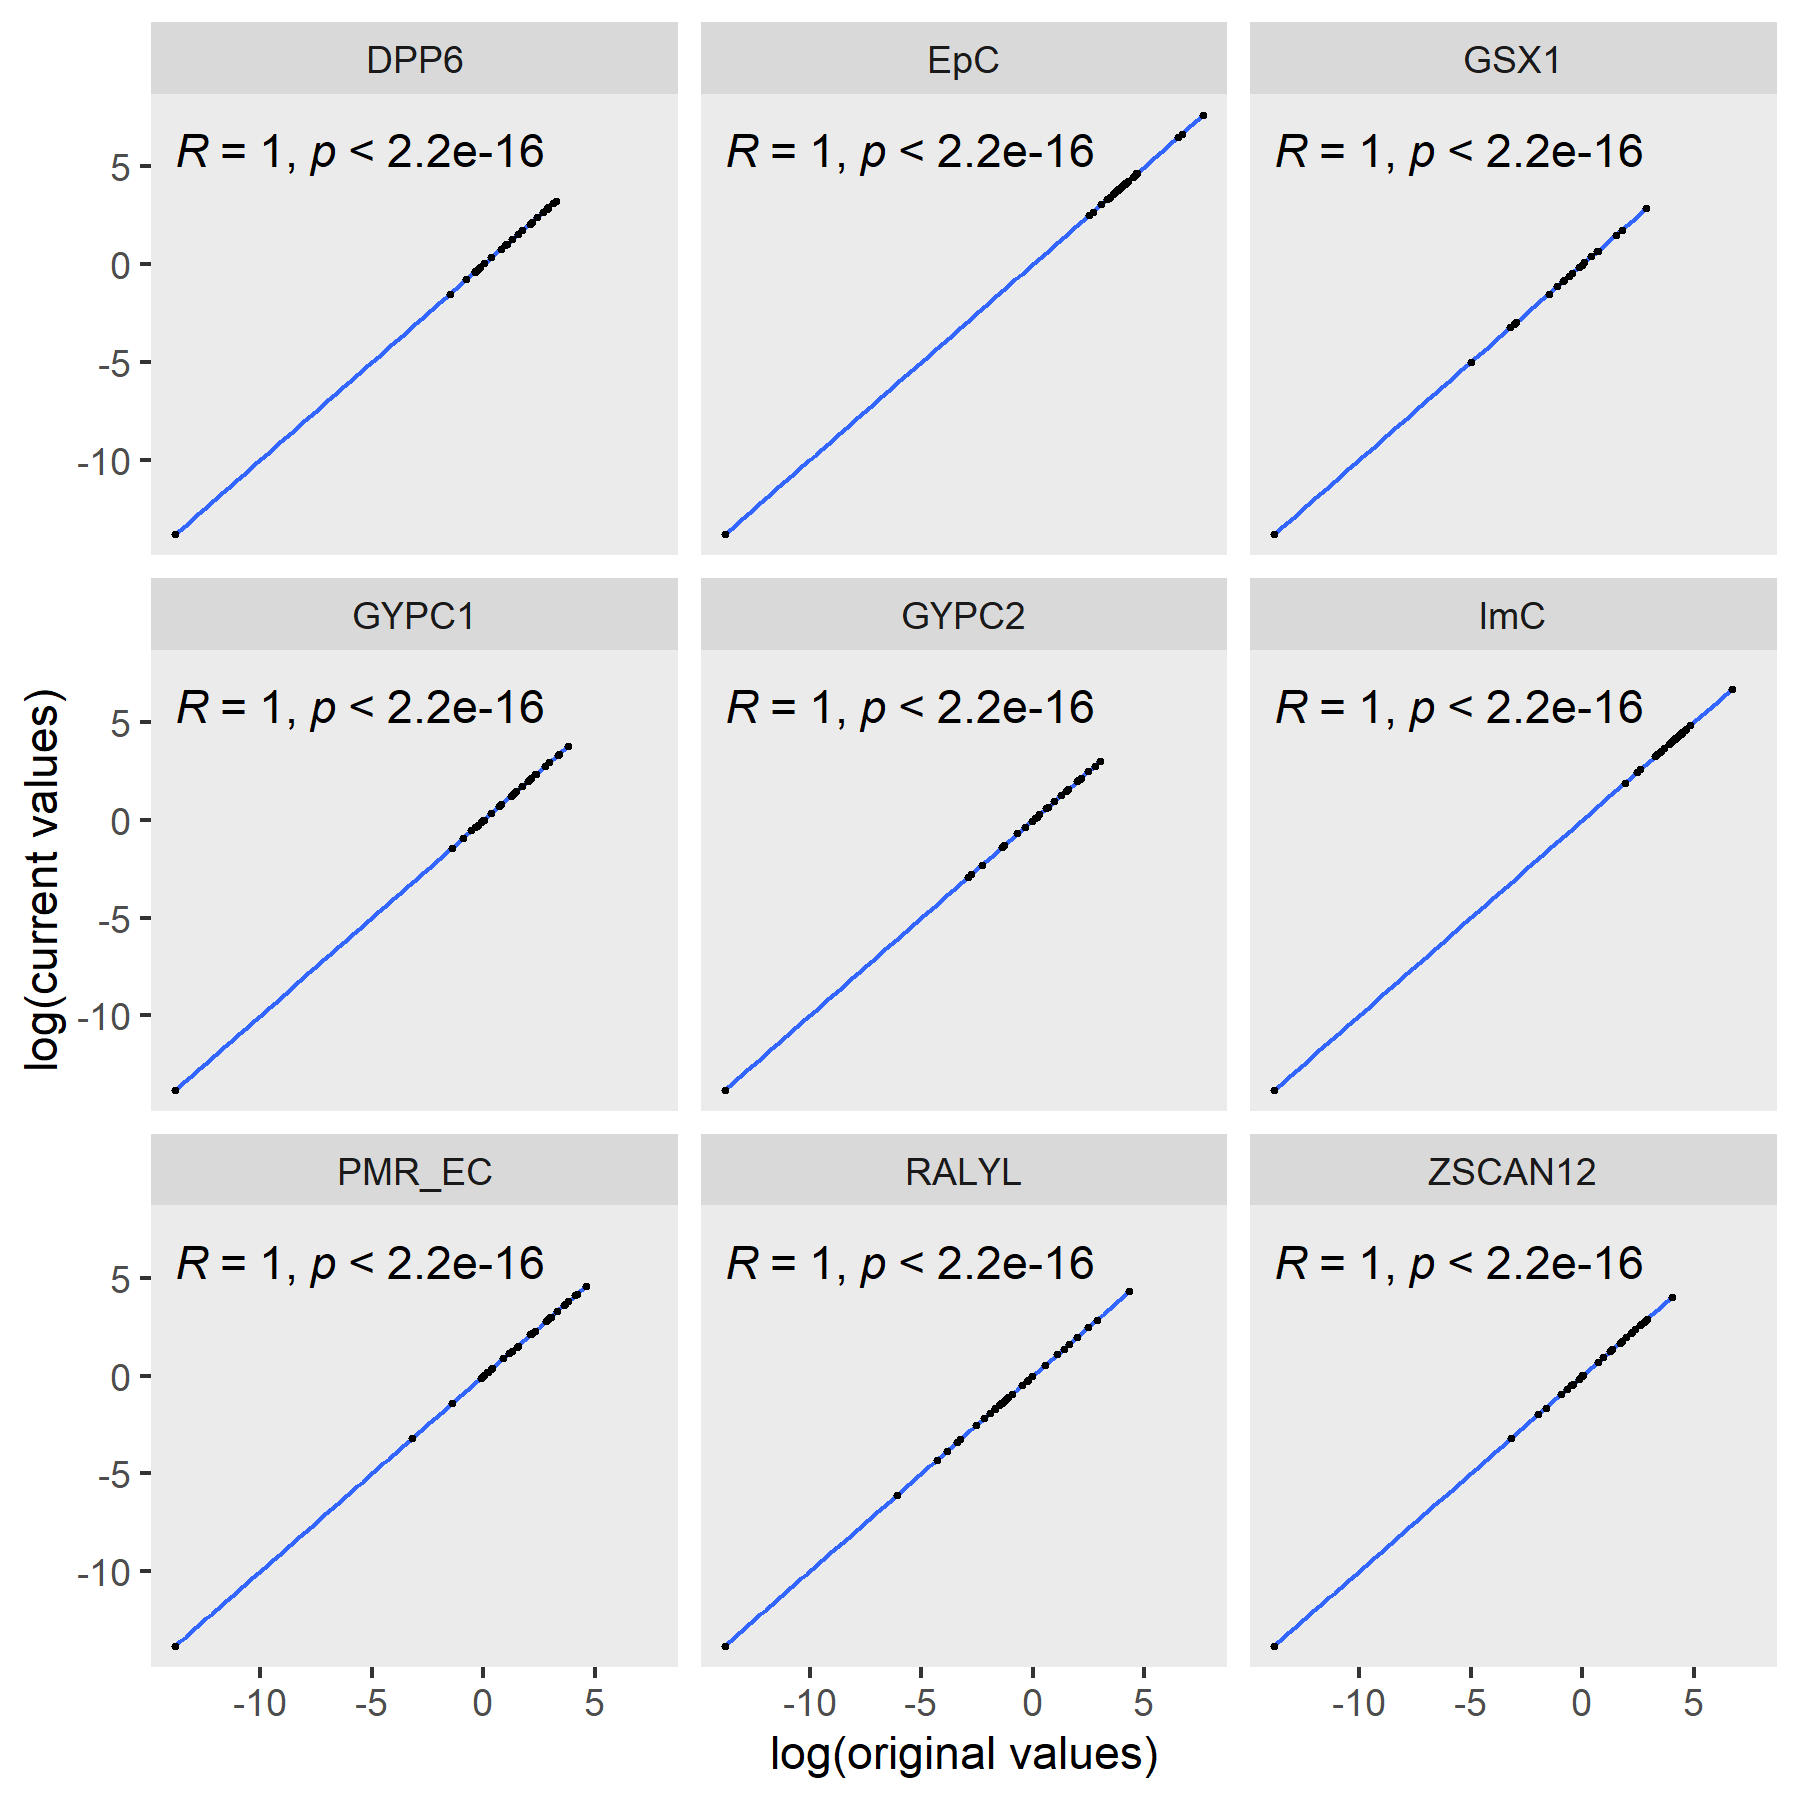 DPP6 EpC GSX1
R = 1, p < 2.2e-16 R = 1, p < 2.2e-16 R = 1, p < 2.2e-16
5
0
-5
-10
GYPC1 GYPC2 ImC
R = 1, p < 2.2e-16 R = 1, p < 2.2e-16 R = 1, p < 2.2e-16
5
0
-5
-10
log(current values)
PMR_EC RALYL ZSCAN12
R = 1, p < 2.2e-16 R = 1, p < 2.2e-16 R = 1, p < 2.2e-16
5
0
-5
-10
-10 -5 0 5 -10 -5 0 5 -10 -5 0 5
log(original values)